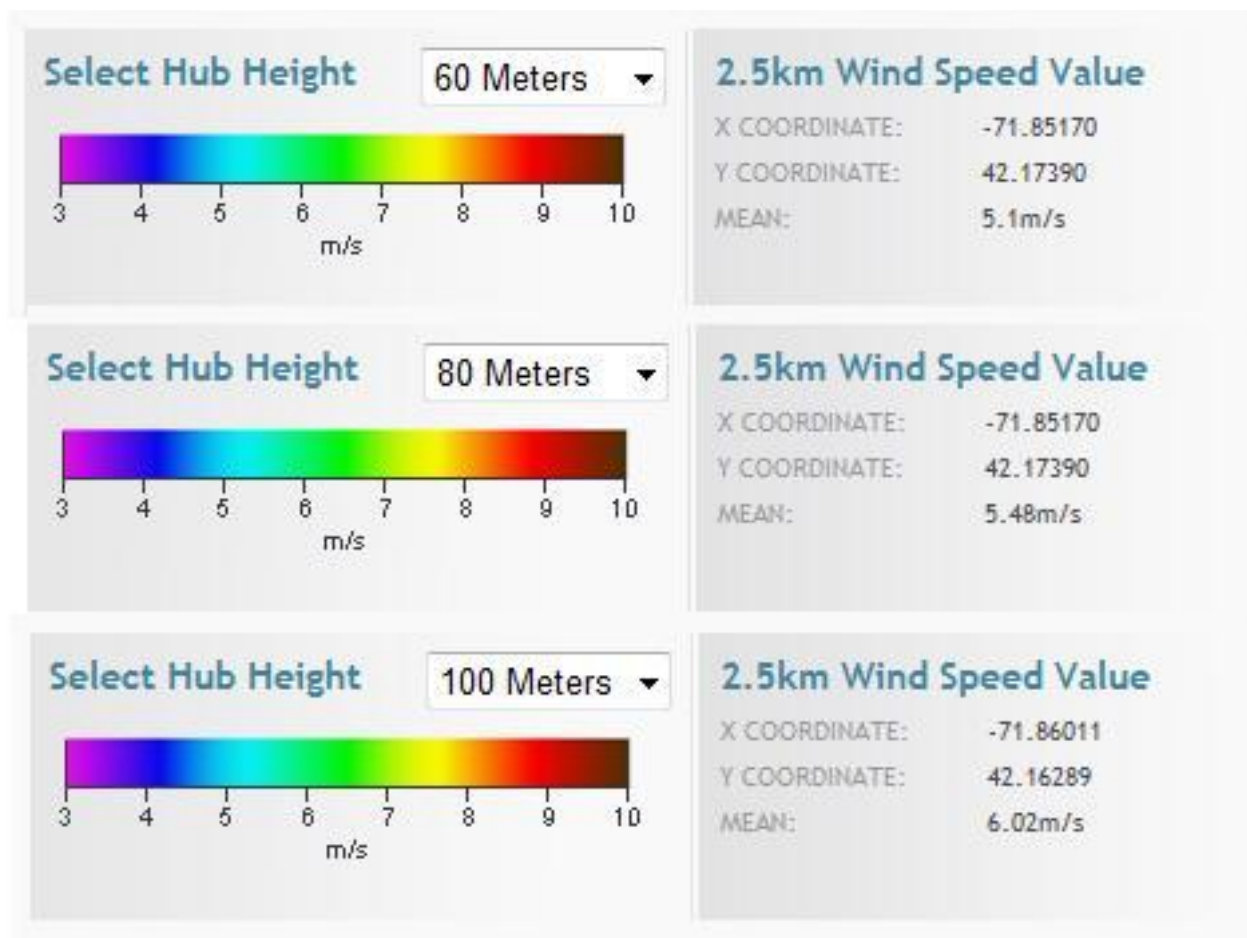 Select Hub Height 60 Meters
3 4 5 6 7 8 9 10
m/s
2.5km Wind Speed Value
X COORDINATE: -71.85170
Y COORDINATE: 42.17390
MEAN: 5.1m/s
Select Hub Height 80 Meters
3 4 5 6 7 8 9 10
m/s
2.5km Wind Speed Value
X COORDINATE: -71.85170
Y COORDINATE: 42.17390
MEAN: 5.48m/s
Select Hub Height 100 Meters
3 4 5 6 7 8 9 10
m/s
2.5km Wind Speed Value
X COORDINATE: -71.86011
Y COORDINATE: 42.16289
MEAN: 6.02m/s